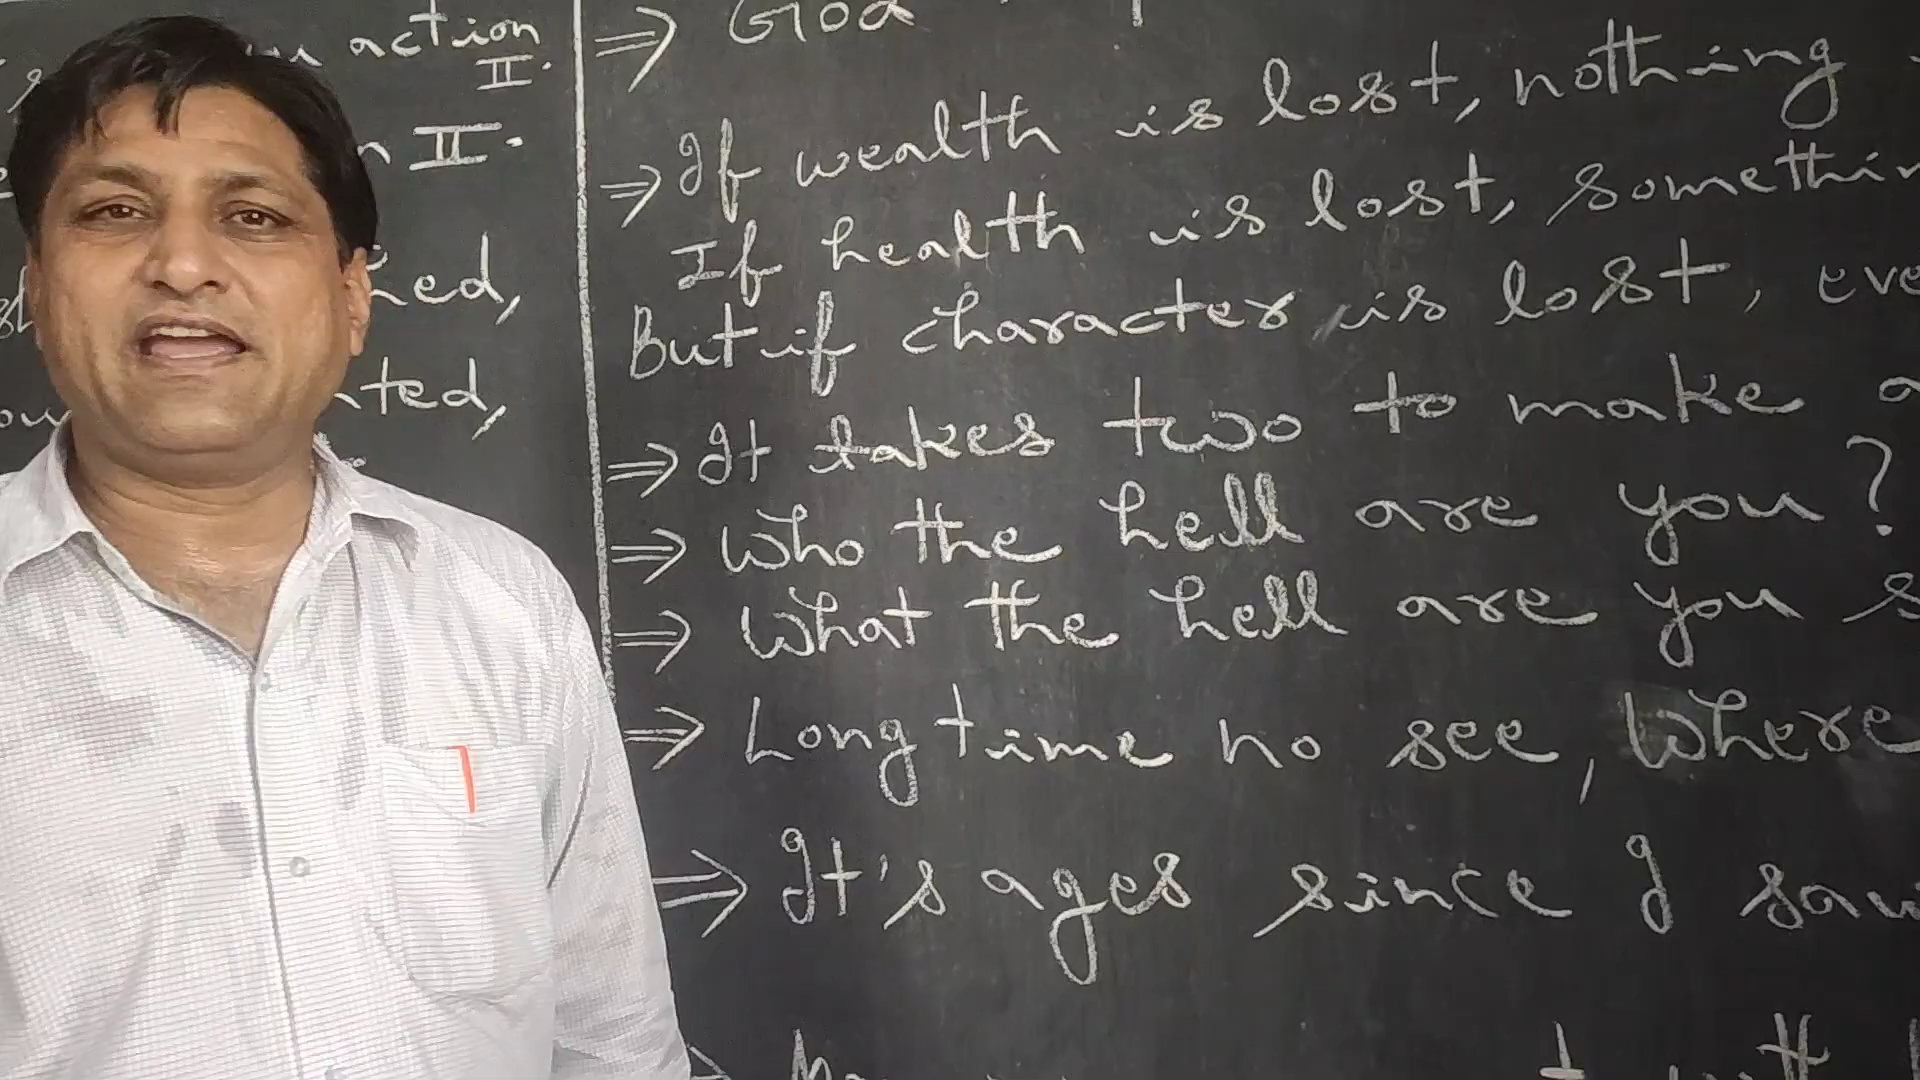 action
II.
II.
ted,
⇒ God
⇒ If wealth is lost, nothing
If health is lost,
But if character is lost,
⇒ It takes two to make a
⇒ Who the hell are you?
⇒ What the hell are you
⇒ Long time no see, Where
⇒ It's ages since I saw